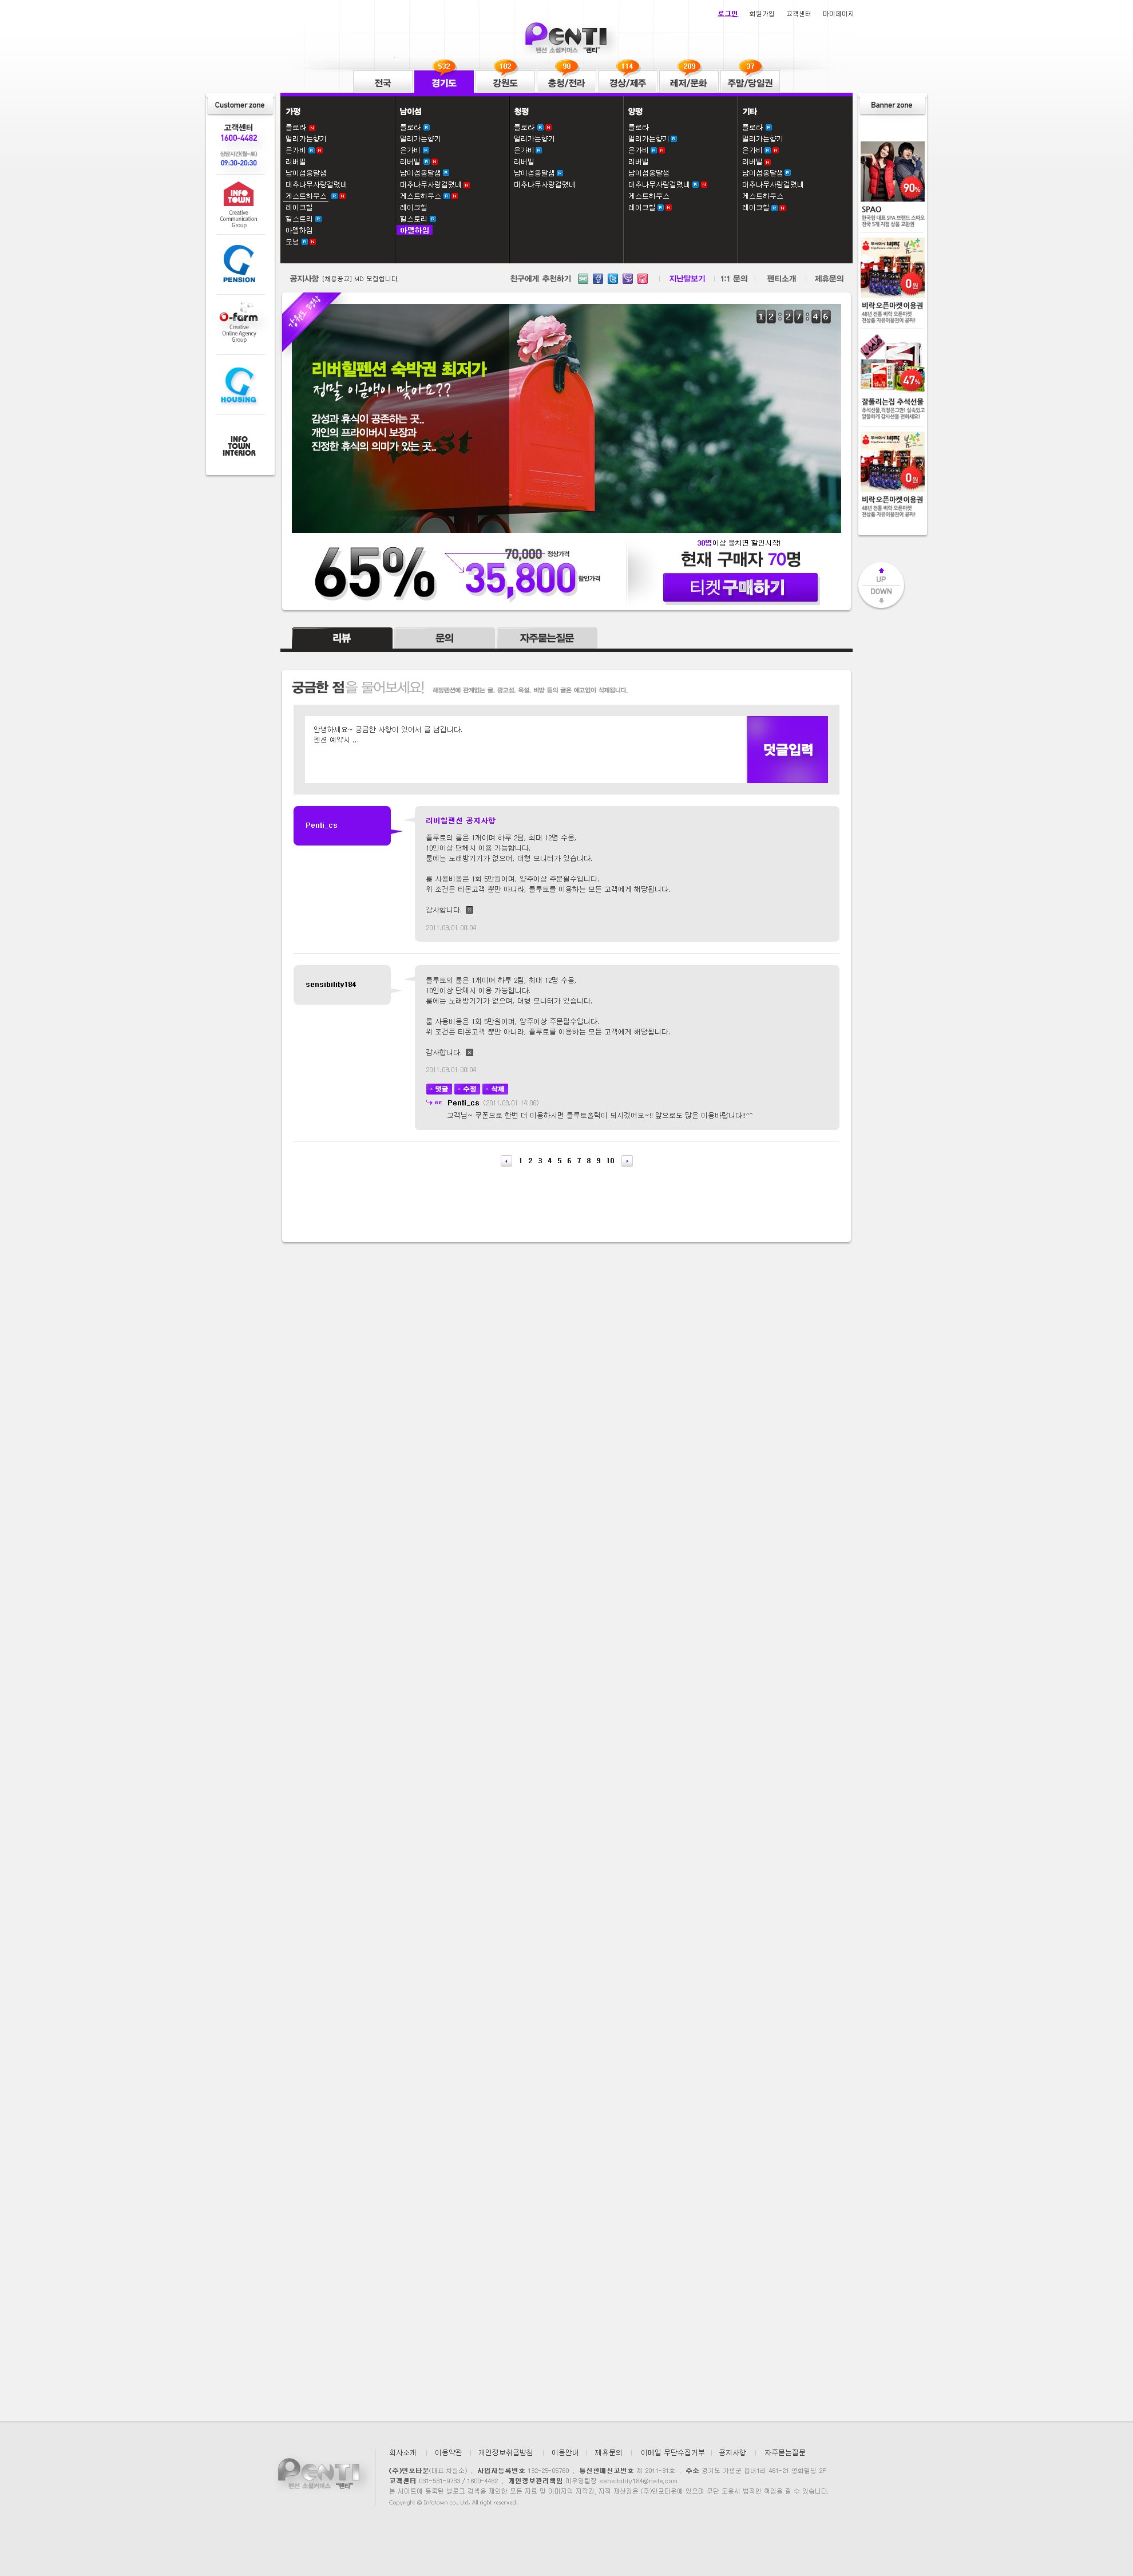 로그인 회원가입 고객센터 마이페이지
PENTI
펜션 소셜커머스 "펜티"
532 102 98 114 209 37
전국 경기도 강원도 충청/전라 경상/제주 레저/문화 주말/당일권
Customer zone
고객센터
1600-4482
상담시간(월~토)
09:30-20:30
INFO TOWN
Creative
Communication
Group
PENSION
O-farm
Creative
Online Agency
Group
HOUSING
INFO
TOWN
INTERIOR
가평
플로라 N
멀리가는향기
은가비 R N
리버빌
남이섬옹달샘
대추나무사랑걸렸네
게스트하우스 R N
레이크힐
힐스토리 R
아델하임
모닝 R N
남이섬
플로라 R
멀리가는향기
은가비 R
리버빌 R N
남이섬옹달샘 R
대추나무사랑걸렸네 N
게스트하우스 R N
레이크힐
힐스토리 R
아델하임
청평
플로라 R N
멀리가는향기
은가비 R
리버빌
남이섬옹달샘 R
대추나무사랑걸렸네
양평
플로라
멀리가는향기 R
은가비 R N
리버빌
남이섬옹달샘
대추나무사랑걸렸네 R N
게스트하우스
레이크힐 R N
기타
플로라 R
멀리가는향기
은가비 R N
리버빌 N
남이섬옹달샘 R
대추나무사랑걸렸네
게스트하우스
레이크힐 R N
공지사항 [채용공고] MD 모집합니다.
친구에게 추천하기
지난딜보기 1:1 문의 펜티소개 제휴문의
강원도 평창
12:27:46
리버힐펜션 숙박권 최저가
정말 이금액이 맞아요??
감성과 휴식이 공존하는 곳..
개인의 프라이버시 보장과
진정한 휴식의 의미가 있는 곳..
post
65%
70,000 정상가격
35,800 할인가격
30명이상 뭉치면 할인시작!
현재 구매자 70명
티켓구매하기
Banner zone
90%
SPAO
한국형 대표 SPA 브랜드 스파오
전국 5개 지점 상품 교환권
0원
비락 오픈마켓 이용권
48년 전통 비락 오픈마켓
전상품 자유이용권이 공짜!
47%
잘풀리는집 추석선물
추석선물,걱정은그만! 실속있고
알뜰하게 감사선물 전하세요!
0원
비락 오픈마켓 이용권
48년 전통 비락 오픈마켓
전상품 자유이용권이 공짜!
UP
DOWN
리뷰 문의 자주묻는질문
궁금한 점을 물어보세요! 해당펜션에 관계없는 글, 광고성, 욕설, 비방 등의 글은 예고없이 삭제됩니다.
안녕하세요~ 궁금한 사항이 있어서 글 남깁니다.
펜션 예약시 ...
덧글입력
Penti_cs
리버힐펜션 공지사항
플루토의 룸은 1개이며 하루 2팀, 최대 12명 수용,
10인이상 단체시 이용 가능합니다.
룸에는 노래방기기가 없으며, 대형 모니터가 있습니다.
룸 사용비용은 1회 5만원이며, 양주이상 주문필수입니다.
위 조건은 티몬고객 뿐만 아니라, 플루토를 이용하는 모든 고객에게 해당됩니다.
감사합니다.
2011.09.01 00:04
sensibility184
플루토의 룸은 1개이며 하루 2팀, 최대 12명 수용,
10인이상 단체시 이용 가능합니다.
룸에는 노래방기기가 없으며, 대형 모니터가 있습니다.
룸 사용비용은 1회 5만원이며, 양주이상 주문필수입니다.
위 조건은 티몬고객 뿐만 아니라, 플루토를 이용하는 모든 고객에게 해당됩니다.
감사합니다.
2011.09.01 00:04
덧글 수정 삭제
RE Penti_cs (2011.09.01 14:06)
고객님~ 쿠폰으로 한번 더 이용하시면 플루토홀릭이 되시겠어요~!! 앞으로도 많은 이용바랍니다!!^^
1 2 3 4 5 6 7 8 9 10
PENTI
펜션 소셜커머스 "펜티"
회사소개 이용약관 개인정보취급방침 이용안내 제휴문의 이메일 무단수집거부 공지사항 자주묻는질문
(주)인포타운(대표:차일소) . 사업자등록번호 132-25-05760 . 통신판매신고번호 제 2011-31호 . 주소 경기도 가평군 읍내1리 461-21 평화빌딩 2F
고객센터 031-581-9733 / 1600-4482 . 개인정보관리책임 이우영팀장 sensibility184@nate.com
본 사이트에 등록된 블로그 검색을 제외한 모든 자료 및 이미지의 저작권, 지적 재산권은 (주)인포타운에 있으며 무단 도용시 법적인 책임을 질 수 있습니다.
Copyright © Infotown co., Ltd. All right reserved.